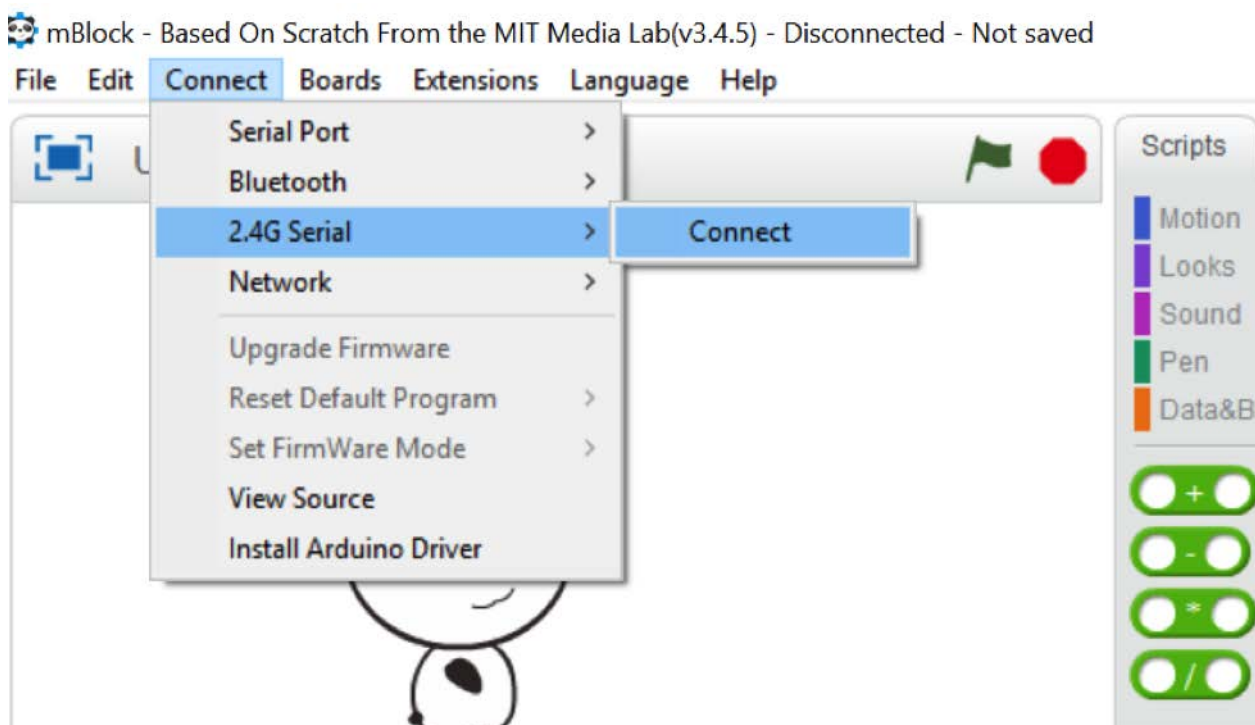 mBlock - Based On Scratch From the MIT Media Lab(v3.4.5) - Disconnected - Not saved
File Edit Connect Boards Extensions Language Help
Serial Port >
Bluetooth >
2.4G Serial > Connect
Network >
Upgrade Firmware
Reset Default Program >
Set FirmWare Mode >
View Source
Install Arduino Driver
Scripts
Motion
Looks
Sound
Pen
Data&B
+
-
*
/